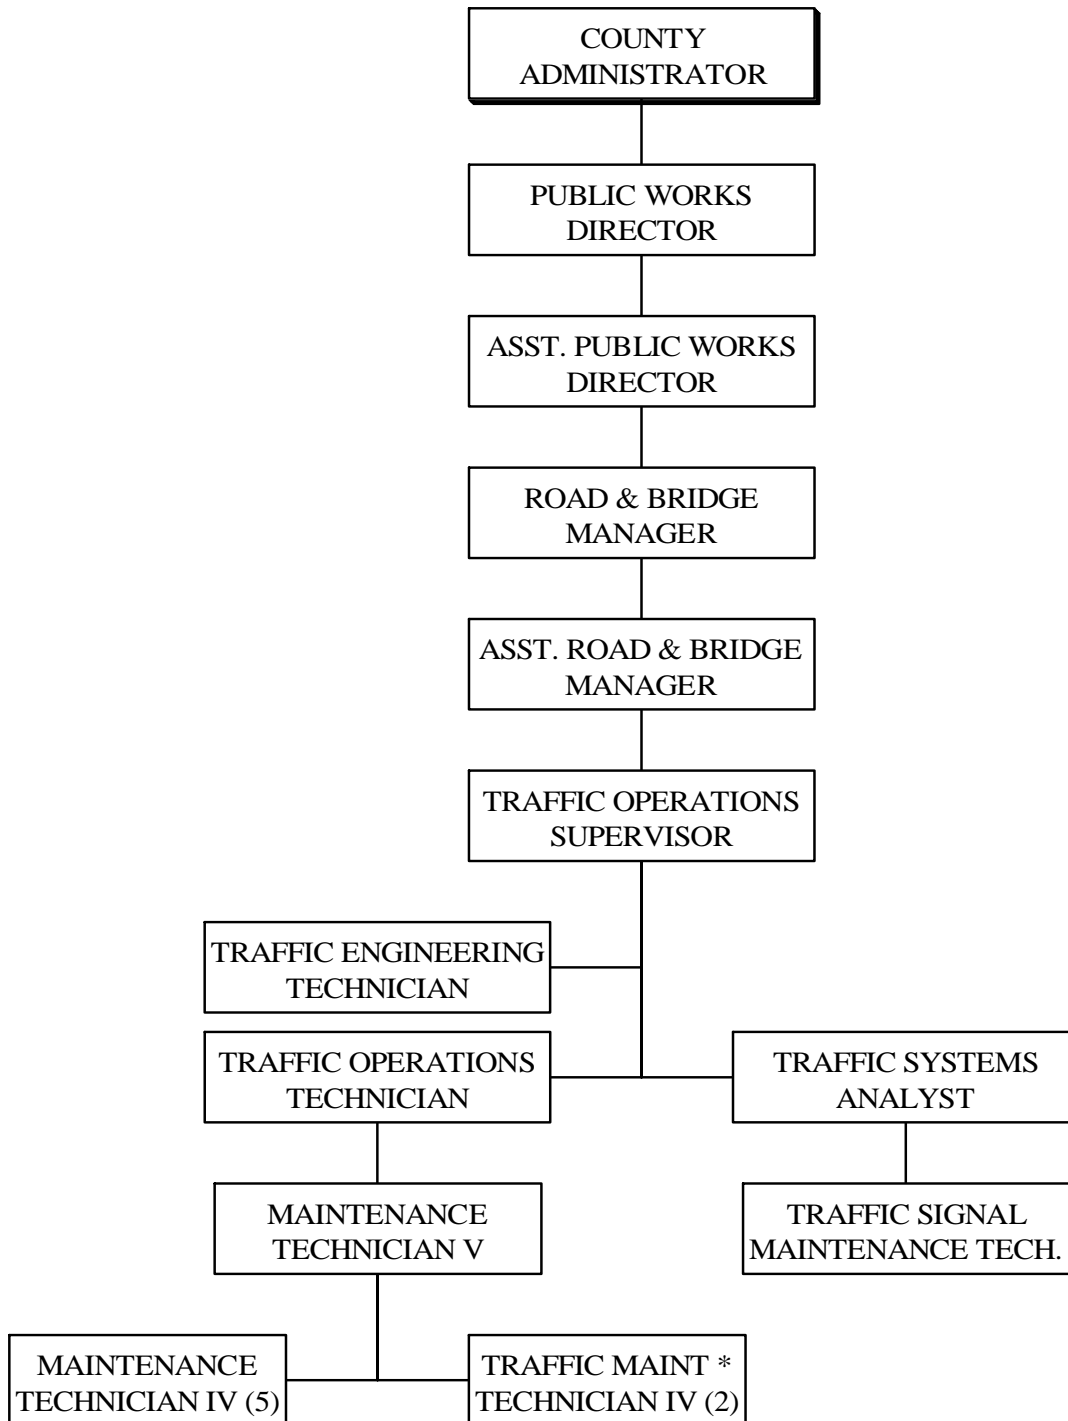 COUNTY
ADMINISTRATOR
PUBLIC WORKS
DIRECTOR
ASST. PUBLIC WORKS
DIRECTOR
ROAD & BRIDGE
MANAGER
ASST. ROAD & BRIDGE
MANAGER
TRAFFIC OPERATIONS
SUPERVISOR
TRAFFIC ENGINEERING
TECHNICIAN
TRAFFIC OPERATIONS
TECHNICIAN
TRAFFIC SYSTEMS
ANALYST
MAINTENANCE
TECHNICIAN V
TRAFFIC SIGNAL
MAINTENANCE TECH.
MAINTENANCE
TECHNICIAN IV (5)
TRAFFIC MAINT *
TECHNICIAN IV (2)